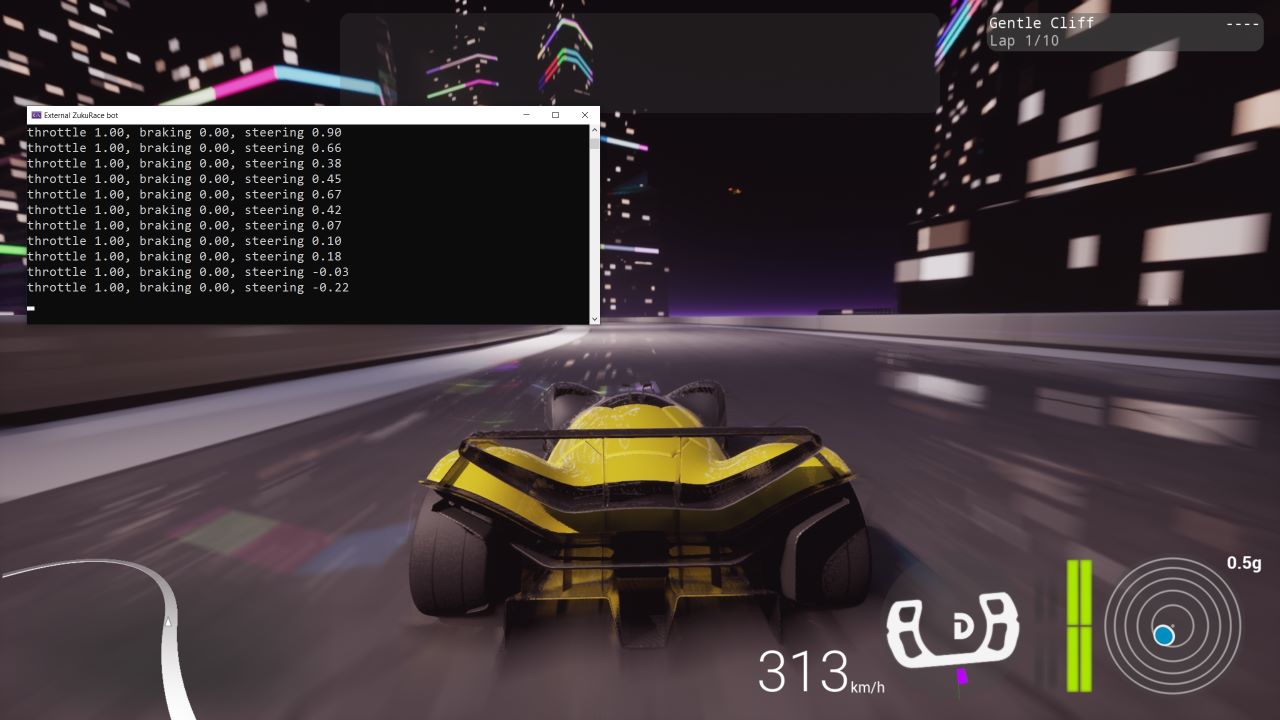 Gentle Cliff ----
Lap 1/10
External ZukuRace bot
throttle 1.00, braking 0.00, steering 0.90
throttle 1.00, braking 0.00, steering 0.66
throttle 1.00, braking 0.00, steering 0.38
throttle 1.00, braking 0.00, steering 0.45
throttle 1.00, braking 0.00, steering 0.67
throttle 1.00, braking 0.00, steering 0.42
throttle 1.00, braking 0.00, steering 0.07
throttle 1.00, braking 0.00, steering 0.10
throttle 1.00, braking 0.00, steering 0.18
throttle 1.00, braking 0.00, steering -0.03
throttle 1.00, braking 0.00, steering -0.22
0.5g
D
313 km/h